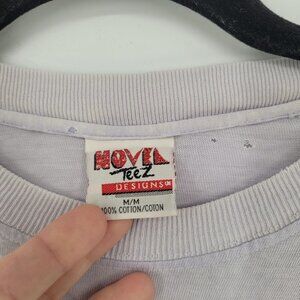 NOVEL
TeeZ
DESIGNS
M/M
100% COTTON/COTON